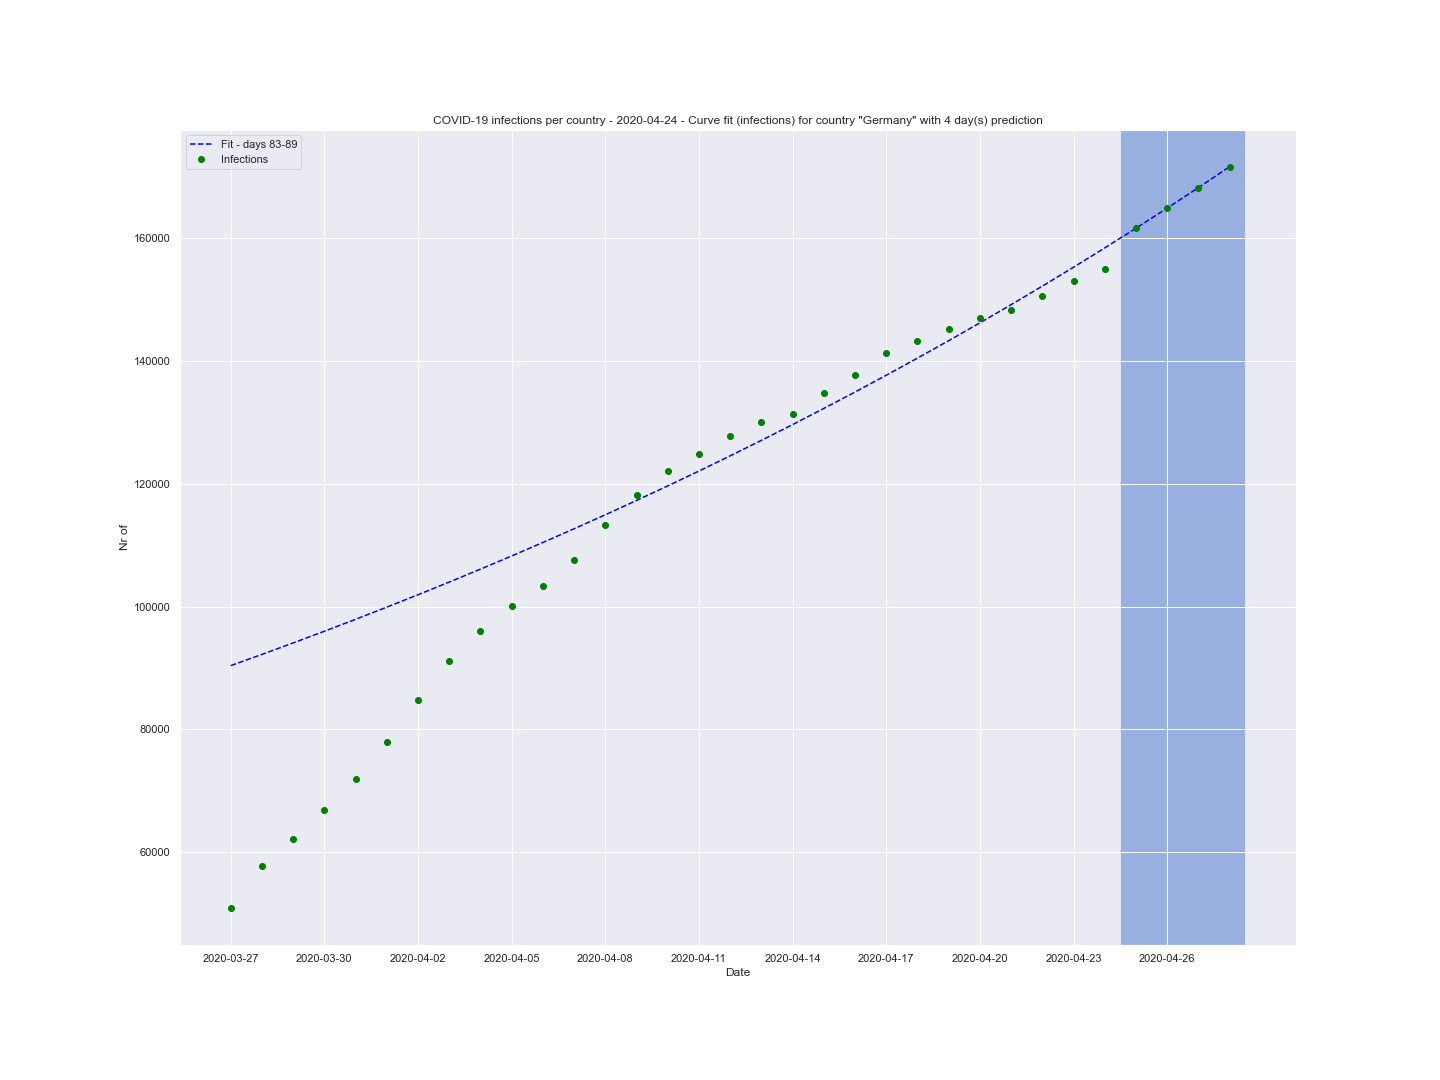 COVID-19 infections per country - 2020-04-24 - Curve fit (infections) for country "Germany" with 4 day(s) prediction
Fit - days 83-89
Infections
160000
140000
120000
100000
80000
60000
Nr of
2020-03-27 2020-03-30 2020-04-02 2020-04-05 2020-04-08 2020-04-11 2020-04-14 2020-04-17 2020-04-20 2020-04-23 2020-04-26
Date